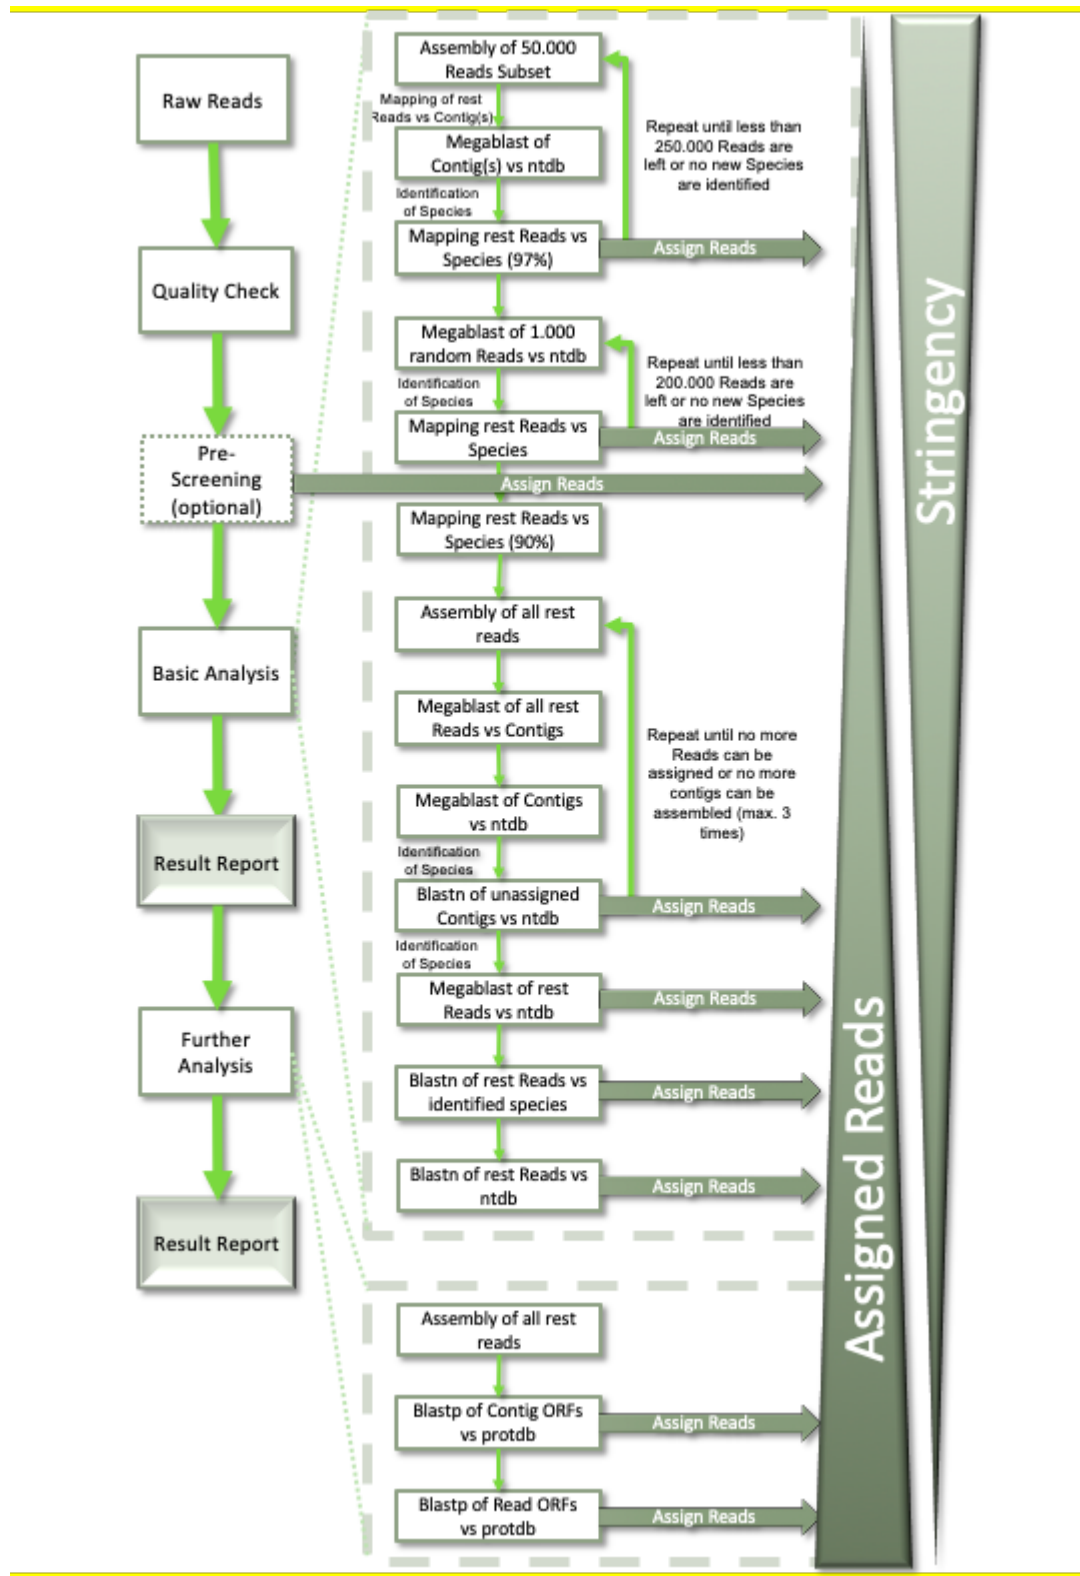 Raw Reads
Quality Check
Pre-
Screening
(optional)
Basic Analysis
Result Report
Further
Analysis
Result Report
Assembly of 50.000
Reads Subset
Mapping of rest
Reads vs Contig(s)
Megablast of
Contig(s) vs ntdb
Identification
of Species
Mapping rest Reads vs
Species (97%)
Assign Reads
Repeat until less than
250.000 Reads are
left or no new Species
are identified
Megablast of 1.000
random Reads vs ntdb
Identification
of Species
Mapping rest Reads vs
Species
Assign Reads
Repeat until less than
200.000 Reads are
left or no new Species
are identified
Assign Reads
Mapping rest Reads vs
Species (90%)
Assembly of all rest
reads
Megablast of all rest
Reads vs Contigs
Megablast of Contigs
vs ntdb
Identification
of Species
Repeat until no more
Reads can be
assigned or no more
contigs can be
assembled (max. 3
times)
Blastn of unassigned
Contigs vs ntdb
Assign Reads
Identification
of Species
Megablast of rest
Reads vs ntdb
Assign Reads
Blastn of rest Reads vs
identified species
Assign Reads
Blastn of rest Reads vs
ntdb
Assign Reads
Assembly of all rest
reads
Blastp of Contig ORFs
vs protdb
Assign Reads
Blastp of Read ORFs
vs protdb
Assign Reads
Assigned Reads
Stringency